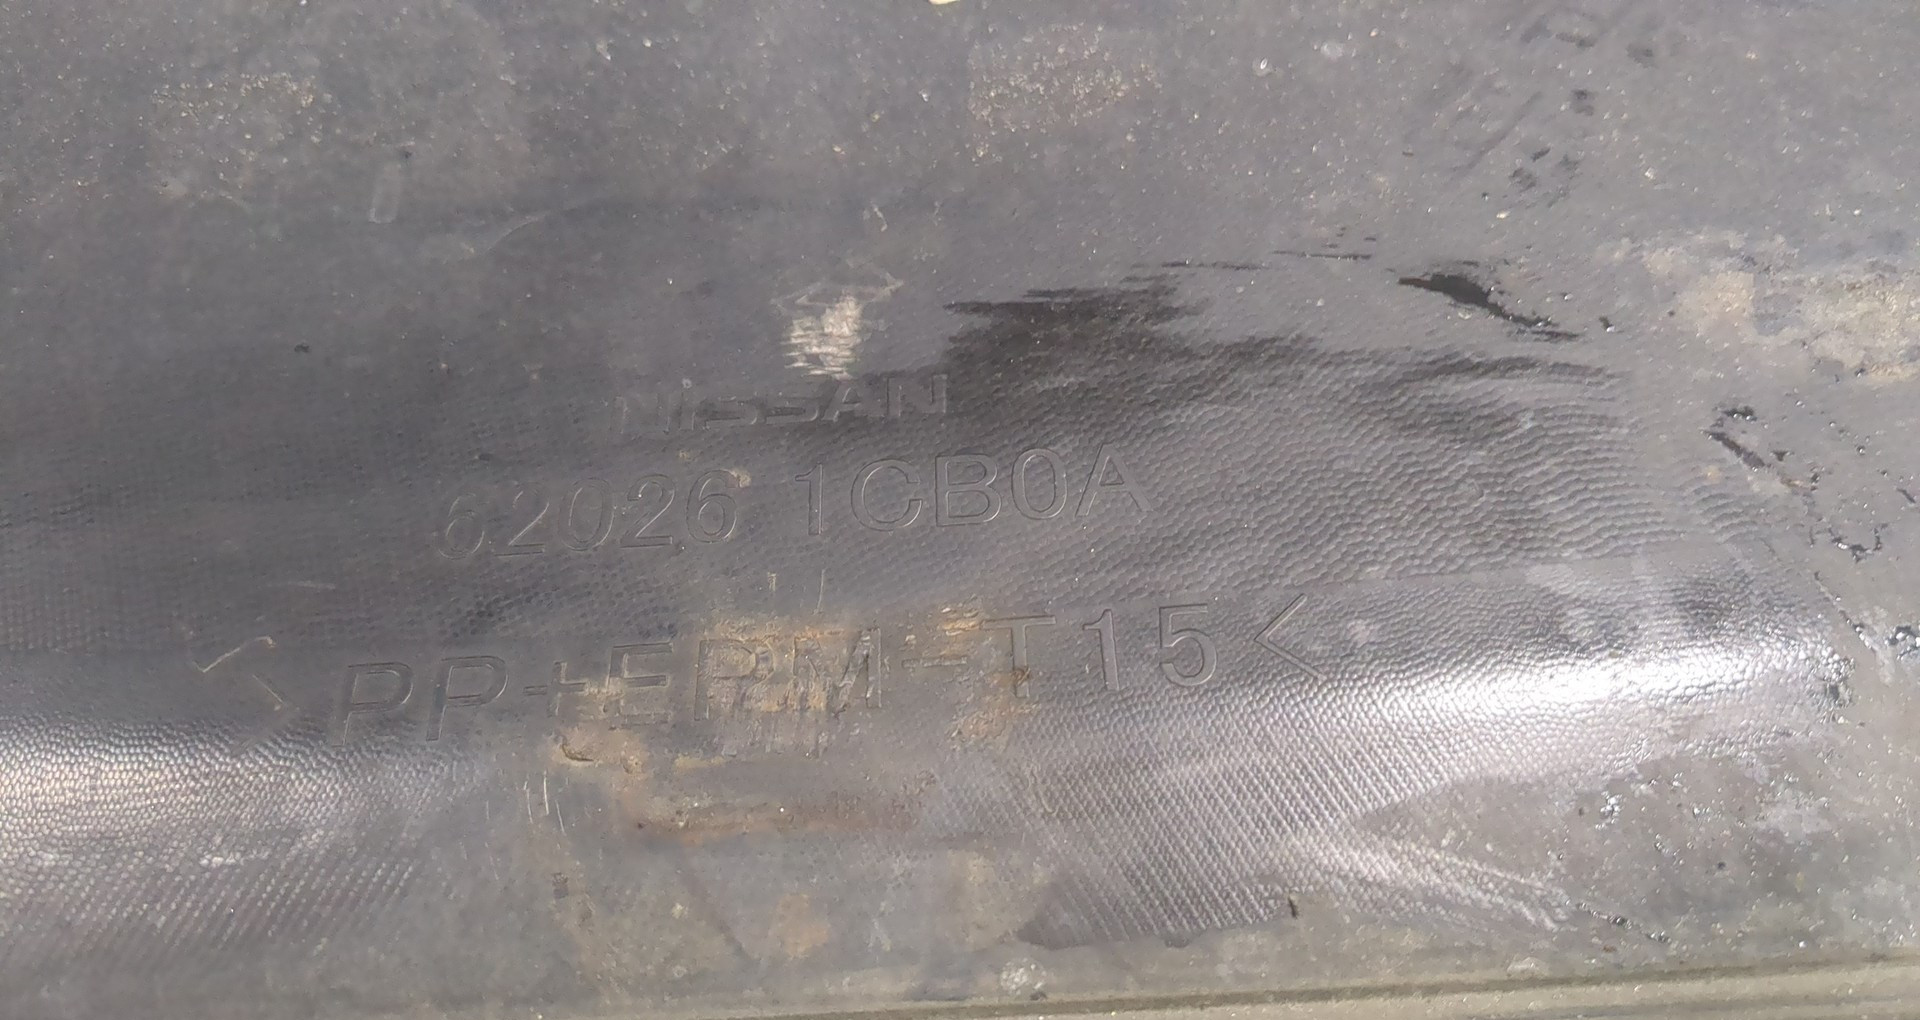 NISSAN
62026 1CB0A
>PP+EPM-T15<